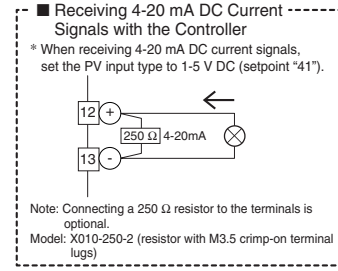 ■ Receiving 4-20 mA DC Current
Signals with the Controller
* When receiving 4-20 mA DC current signals,
set the PV input type to 1-5 V DC (setpoint “41”).
12 +
250 Ω 4-20mA
13 -
Note: Connecting a 250 Ω resistor to the terminals is
optional.
Model: X010-250-2 (resistor with M3.5 crimp-on terminal
lugs)